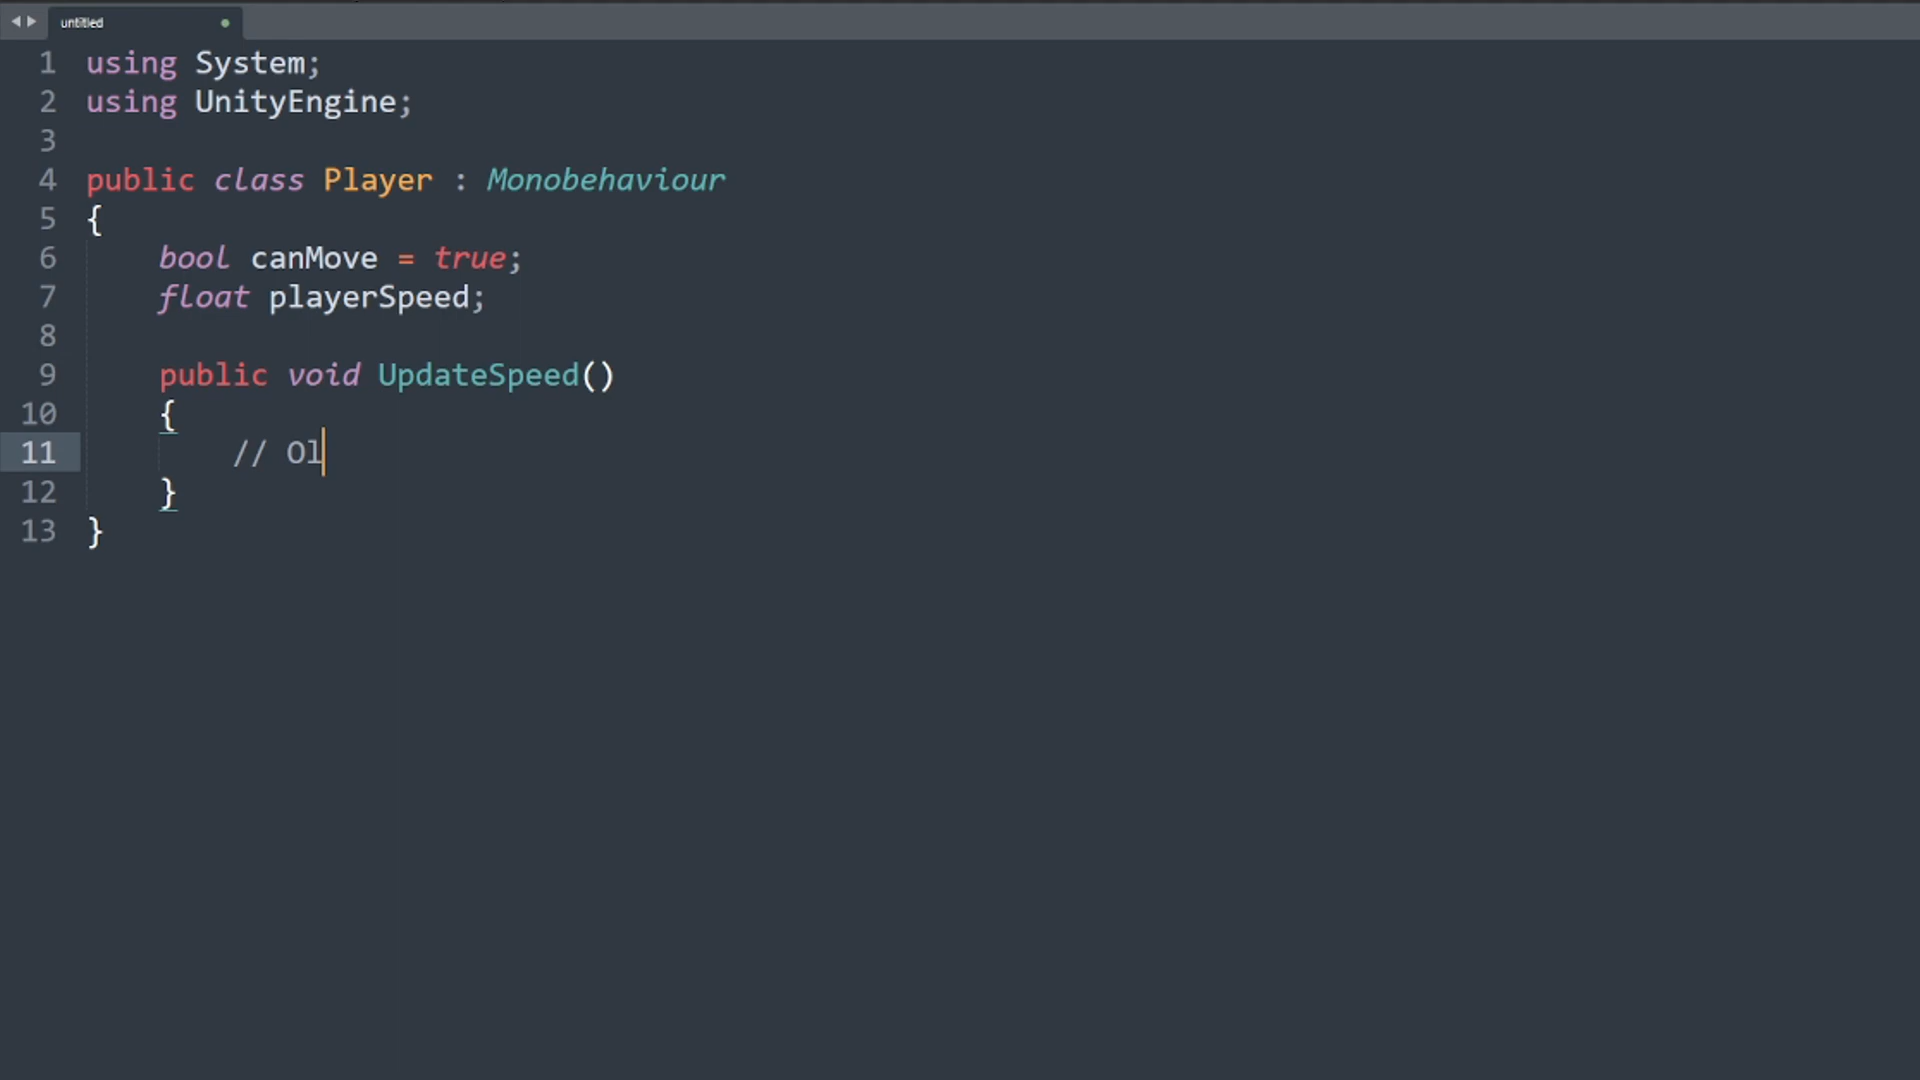 untitled
1 using System;
2 using UnityEngine;
3
4 public class Player : Monobehaviour
5 {
6 bool canMove = true;
7 float playerSpeed;
8
9 public void UpdateSpeed()
10 {
11 // Ol
12 }
13 }